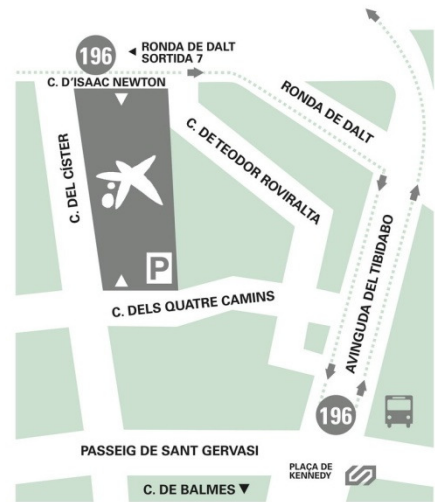 196
RONDA DE DALT
SORTIDA 7
C. D'ISAAC NEWTON
RONDA DE DALT
C. DE TEODOR ROVIRALTA
C. DEL CÍSTER
P
AVINGUDA DEL TIBIDABO
C. DELS QUATRE CAMINS
196
PASSEIG DE SANT GERVASI
PLAÇA DE
KENNEDY
C. DE BALMES